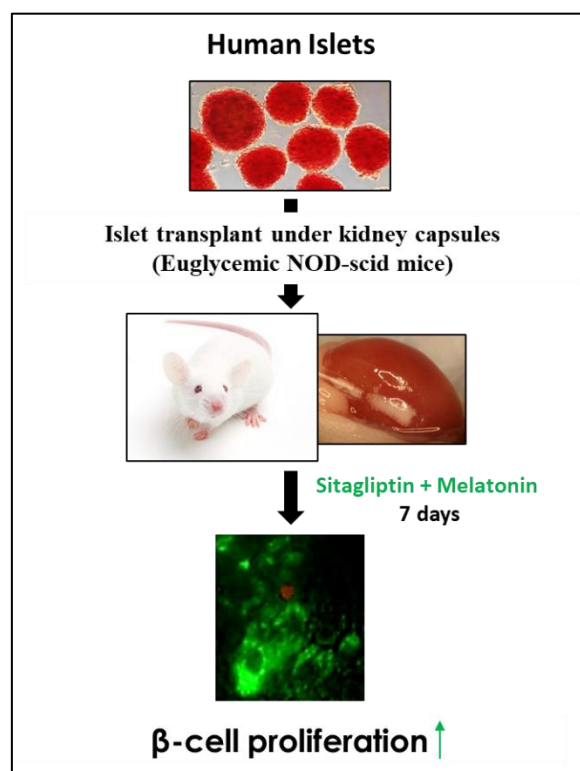 Human Islets
Islet transplant under kidney capsules
(Euglycemic NOD-scid mice)
Sitagliptin + Melatonin
7 days
β-cell proliferation